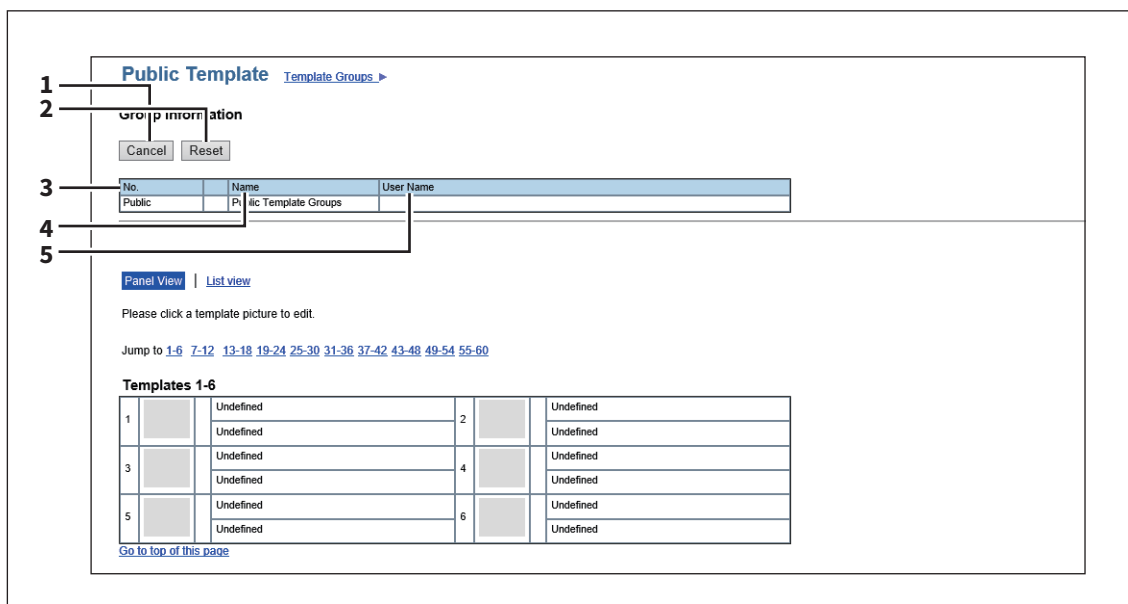 Public Template Template Groups ►
1
2
Group Information
Cancel Reset
3 No. Name User Name
Public Public Template Groups
4
5
Panel View | List view
Please click a template picture to edit.
Jump to 1-6 7-12 13-18 19-24 25-30 31-36 37-42 43-48 49-54 55-60
Templates 1-6
1 Undefined 2 Undefined
Undefined Undefined
3 Undefined 4 Undefined
Undefined Undefined
5 Undefined 6 Undefined
Undefined Undefined
Go to top of this page